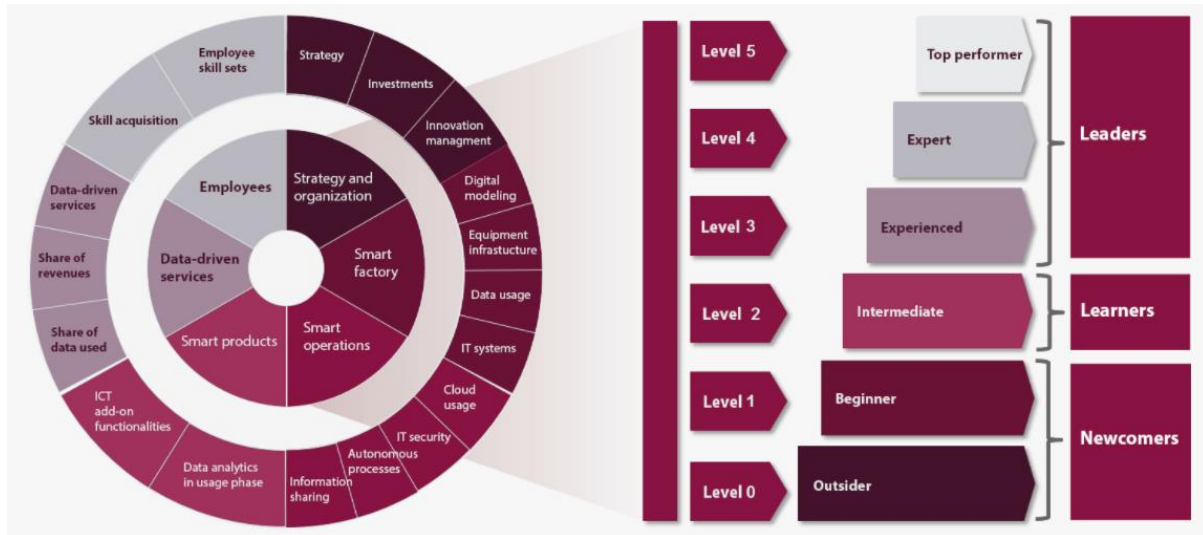 Employee
skill sets
Strategy
Investments
Innovation
managment
Digital
modeling
Equipment
infrastucture
Data usage
IT systems
Cloud
usage
IT security
Autonomous
processes
Information
sharing
Data analytics
in usage phase
ICT
add-on
functionalities
Share of
data used
Share of
revenues
Data-driven
services
Skill acquisition
Employees
Strategy and
organization
Smart
factory
Smart
operations
Smart products
Data-driven
services
Level 5
Top performer
Level 4
Expert
Leaders
Level 3
Experienced
Level 2
Intermediate
Learners
Level 1
Beginner
Newcomers
Level 0
Outsider